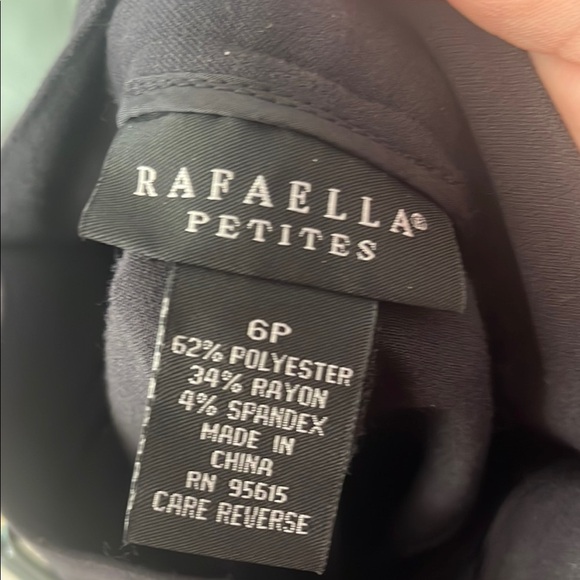 RAFAELLA®
PETITES
6P
62% POLYESTER
34% RAYON
4% SPANDEX
MADE IN
CHINA
RN 95615
CARE REVERSE